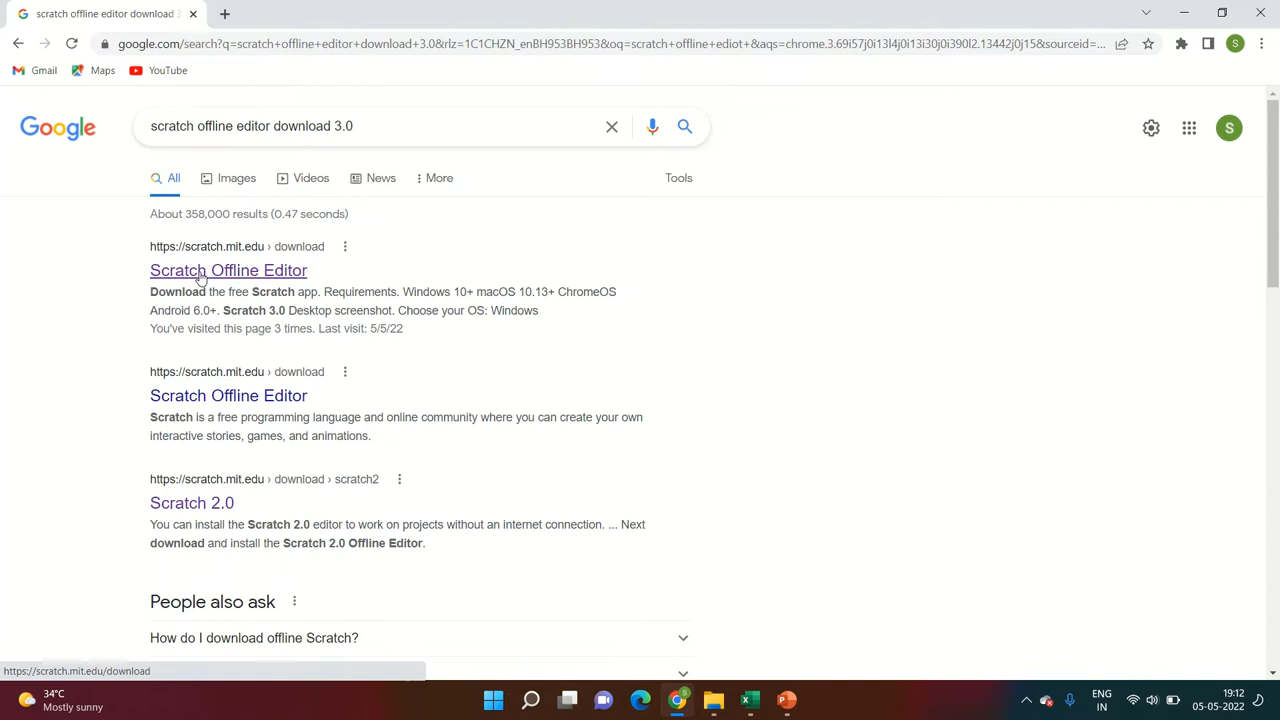 scratch offline editor download 3
google.com/search?q=scratch+offline+editor+download+3.0&rlz=1C1CHZN_enBH953BH953&oq=scratch+offline+ediot+&aqs=chrome.3.69i57j0i13l4j0i13i30j0i390l2.13442j0j15&sourceid=...
S
Gmail
Maps
YouTube
Google
scratch offline editor download 3.0
S
All
Images
Videos
News
More
Tools
About 358,000 results (0.47 seconds)
https://scratch.mit.edu › download
Scratch Offline Editor
Download the free Scratch app. Requirements. Windows 10+ macOS 10.13+ ChromeOS
Android 6.0+. Scratch 3.0 Desktop screenshot. Choose your OS: Windows
You've visited this page 3 times. Last visit: 5/5/22
https://scratch.mit.edu › download
Scratch Offline Editor
Scratch is a free programming language and online community where you can create your own
interactive stories, games, and animations.
https://scratch.mit.edu › download › scratch2
Scratch 2.0
You can install the Scratch 2.0 editor to work on projects without an internet connection. ... Next
download and install the Scratch 2.0 Offline Editor.
People also ask
How do I download offline Scratch?
https://scratch.mit.edu/download
34°C
Mostly sunny
ENG
IN
19:12
05-05-2022